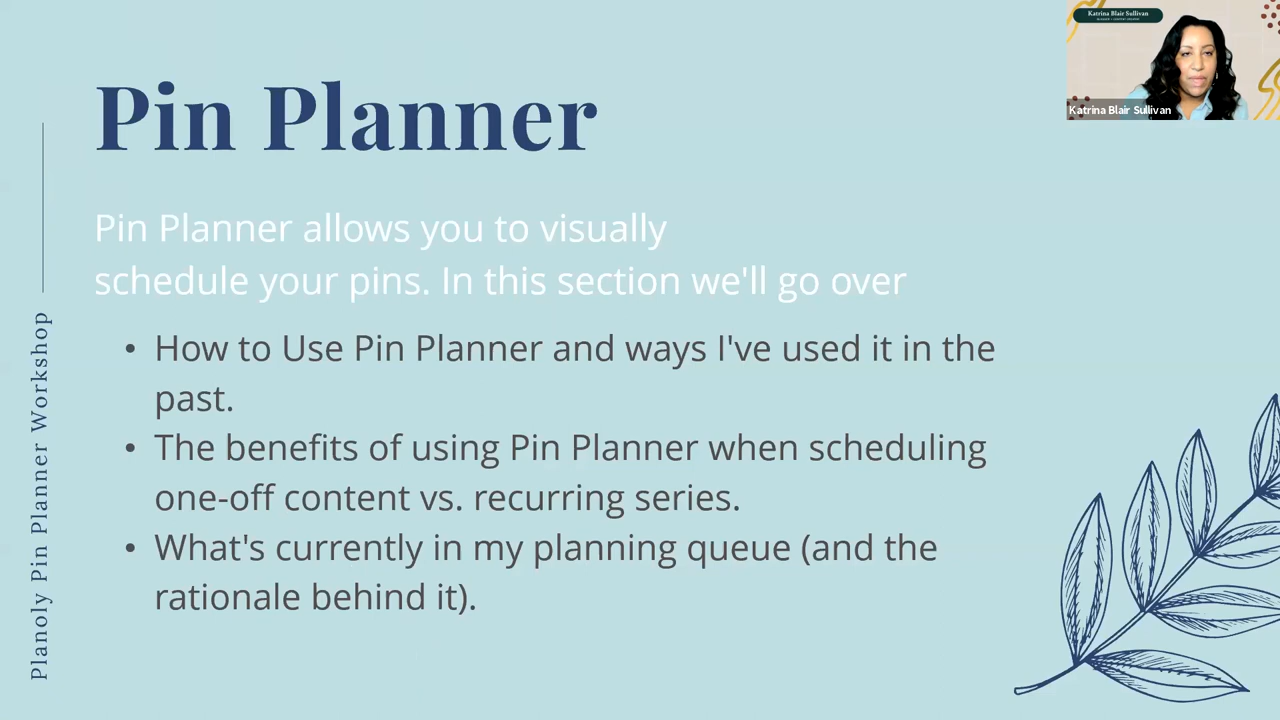 Pin Planner
Pin Planner allows you to visually
schedule your pins. In this section we'll go over
• How to Use Pin Planner and ways I've used it in the
past.
• The benefits of using Pin Planner when scheduling
one-off content vs. recurring series.
• What's currently in my planning queue (and the
rationale behind it).
Planoly Pin Planner Workshop
Katrina Blair Sullivan
Katrina Blair Sullivan